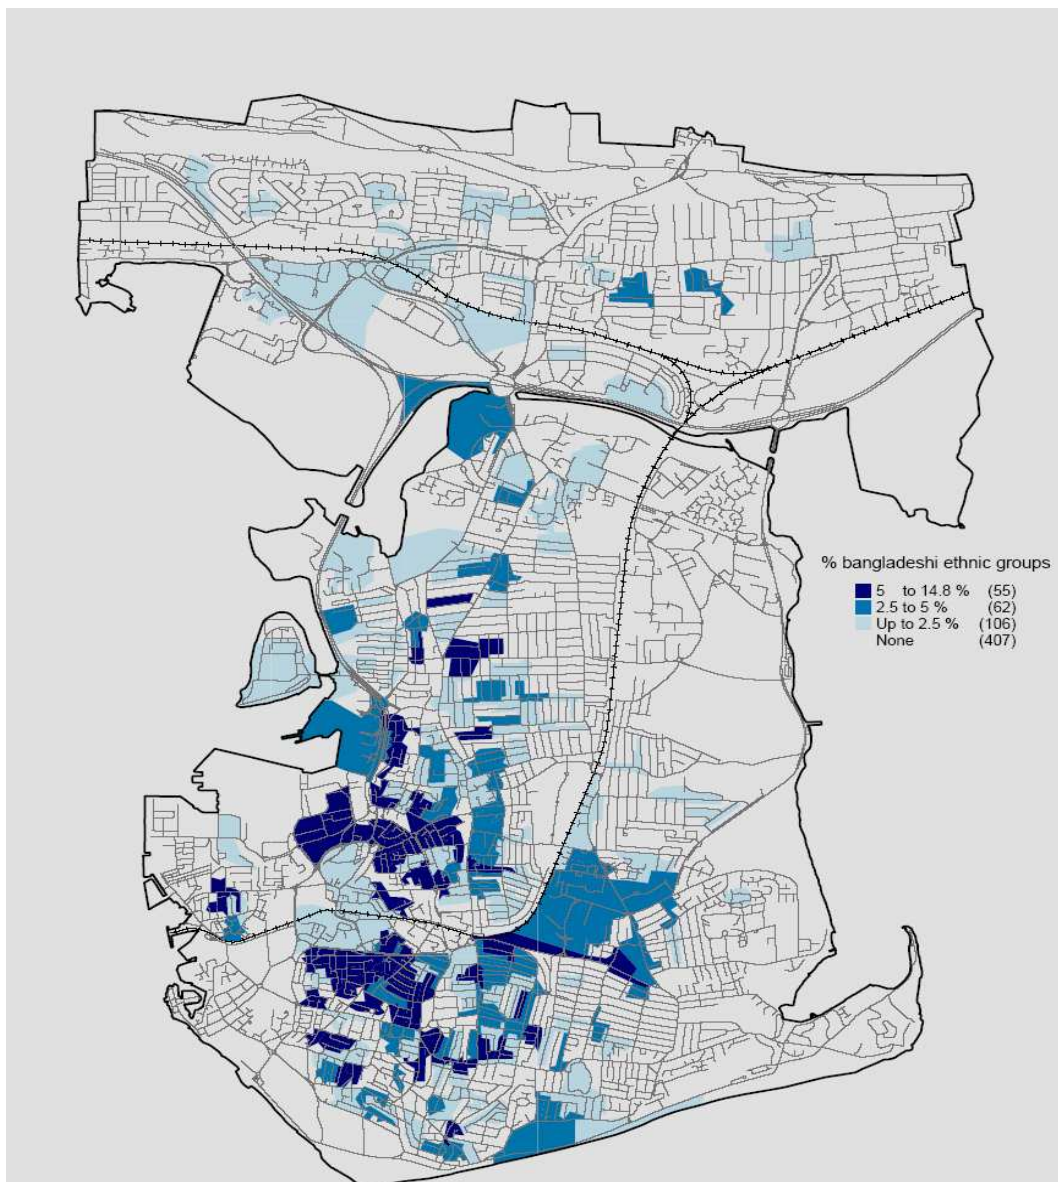 % bangladeshi ethnic groups
5 to 14.8 % (55)
2.5 to 5 % (62)
Up to 2.5 % (106)
None (407)